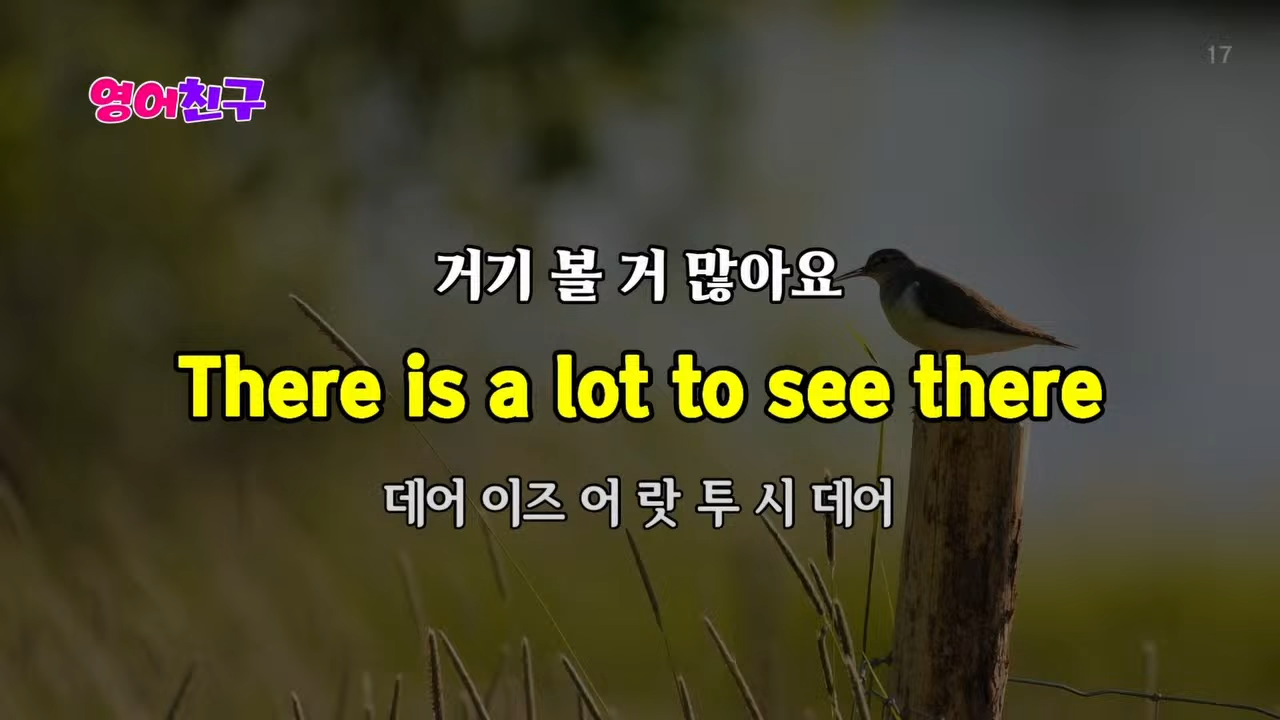 17
영어친구
거기 볼 거 많아요
There is a lot to see there
데어 이즈 어 랏 투 시 데어